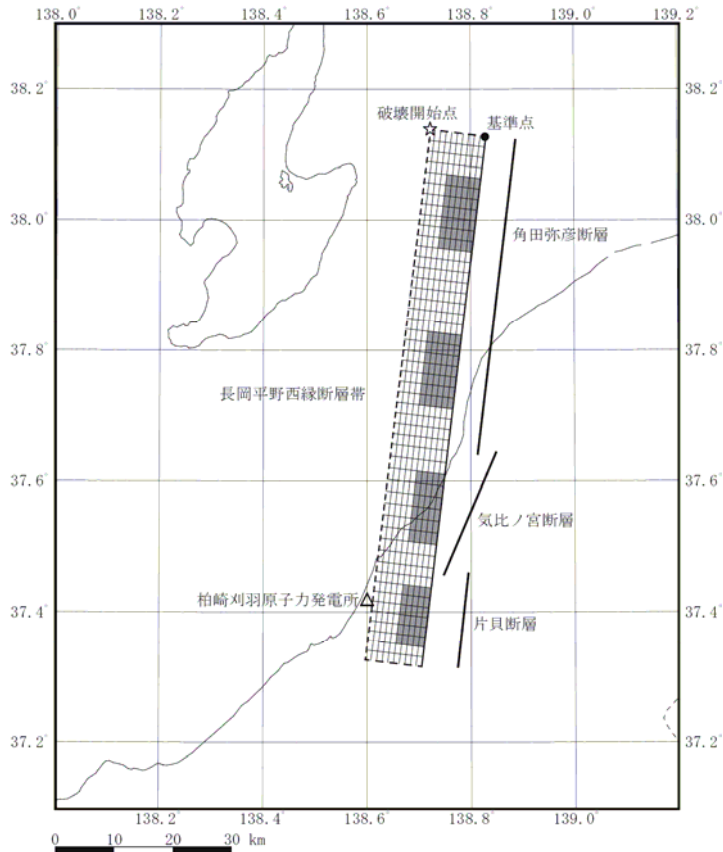 138.0° 138.2° 138.4° 138.6° 138.8° 139.0° 139.2°
38.2° 38.2°
破壊開始点
基準点
38.0° 38.0°
角田弥彦断層
37.8° 37.8°
長岡平野西縁断層帯
37.6° 37.6°
気比ノ宮断層
柏崎刈羽原子力発電所
37.4° 37.4°
片貝断層
37.2° 37.2°
138.2° 138.4° 138.6° 138.8° 139.0°
0 10 20 30 km